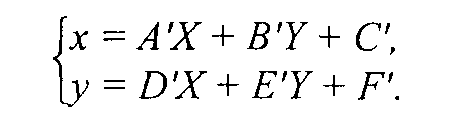 x = A'X + B'Y + C',
y = D'X + E'Y + F'.